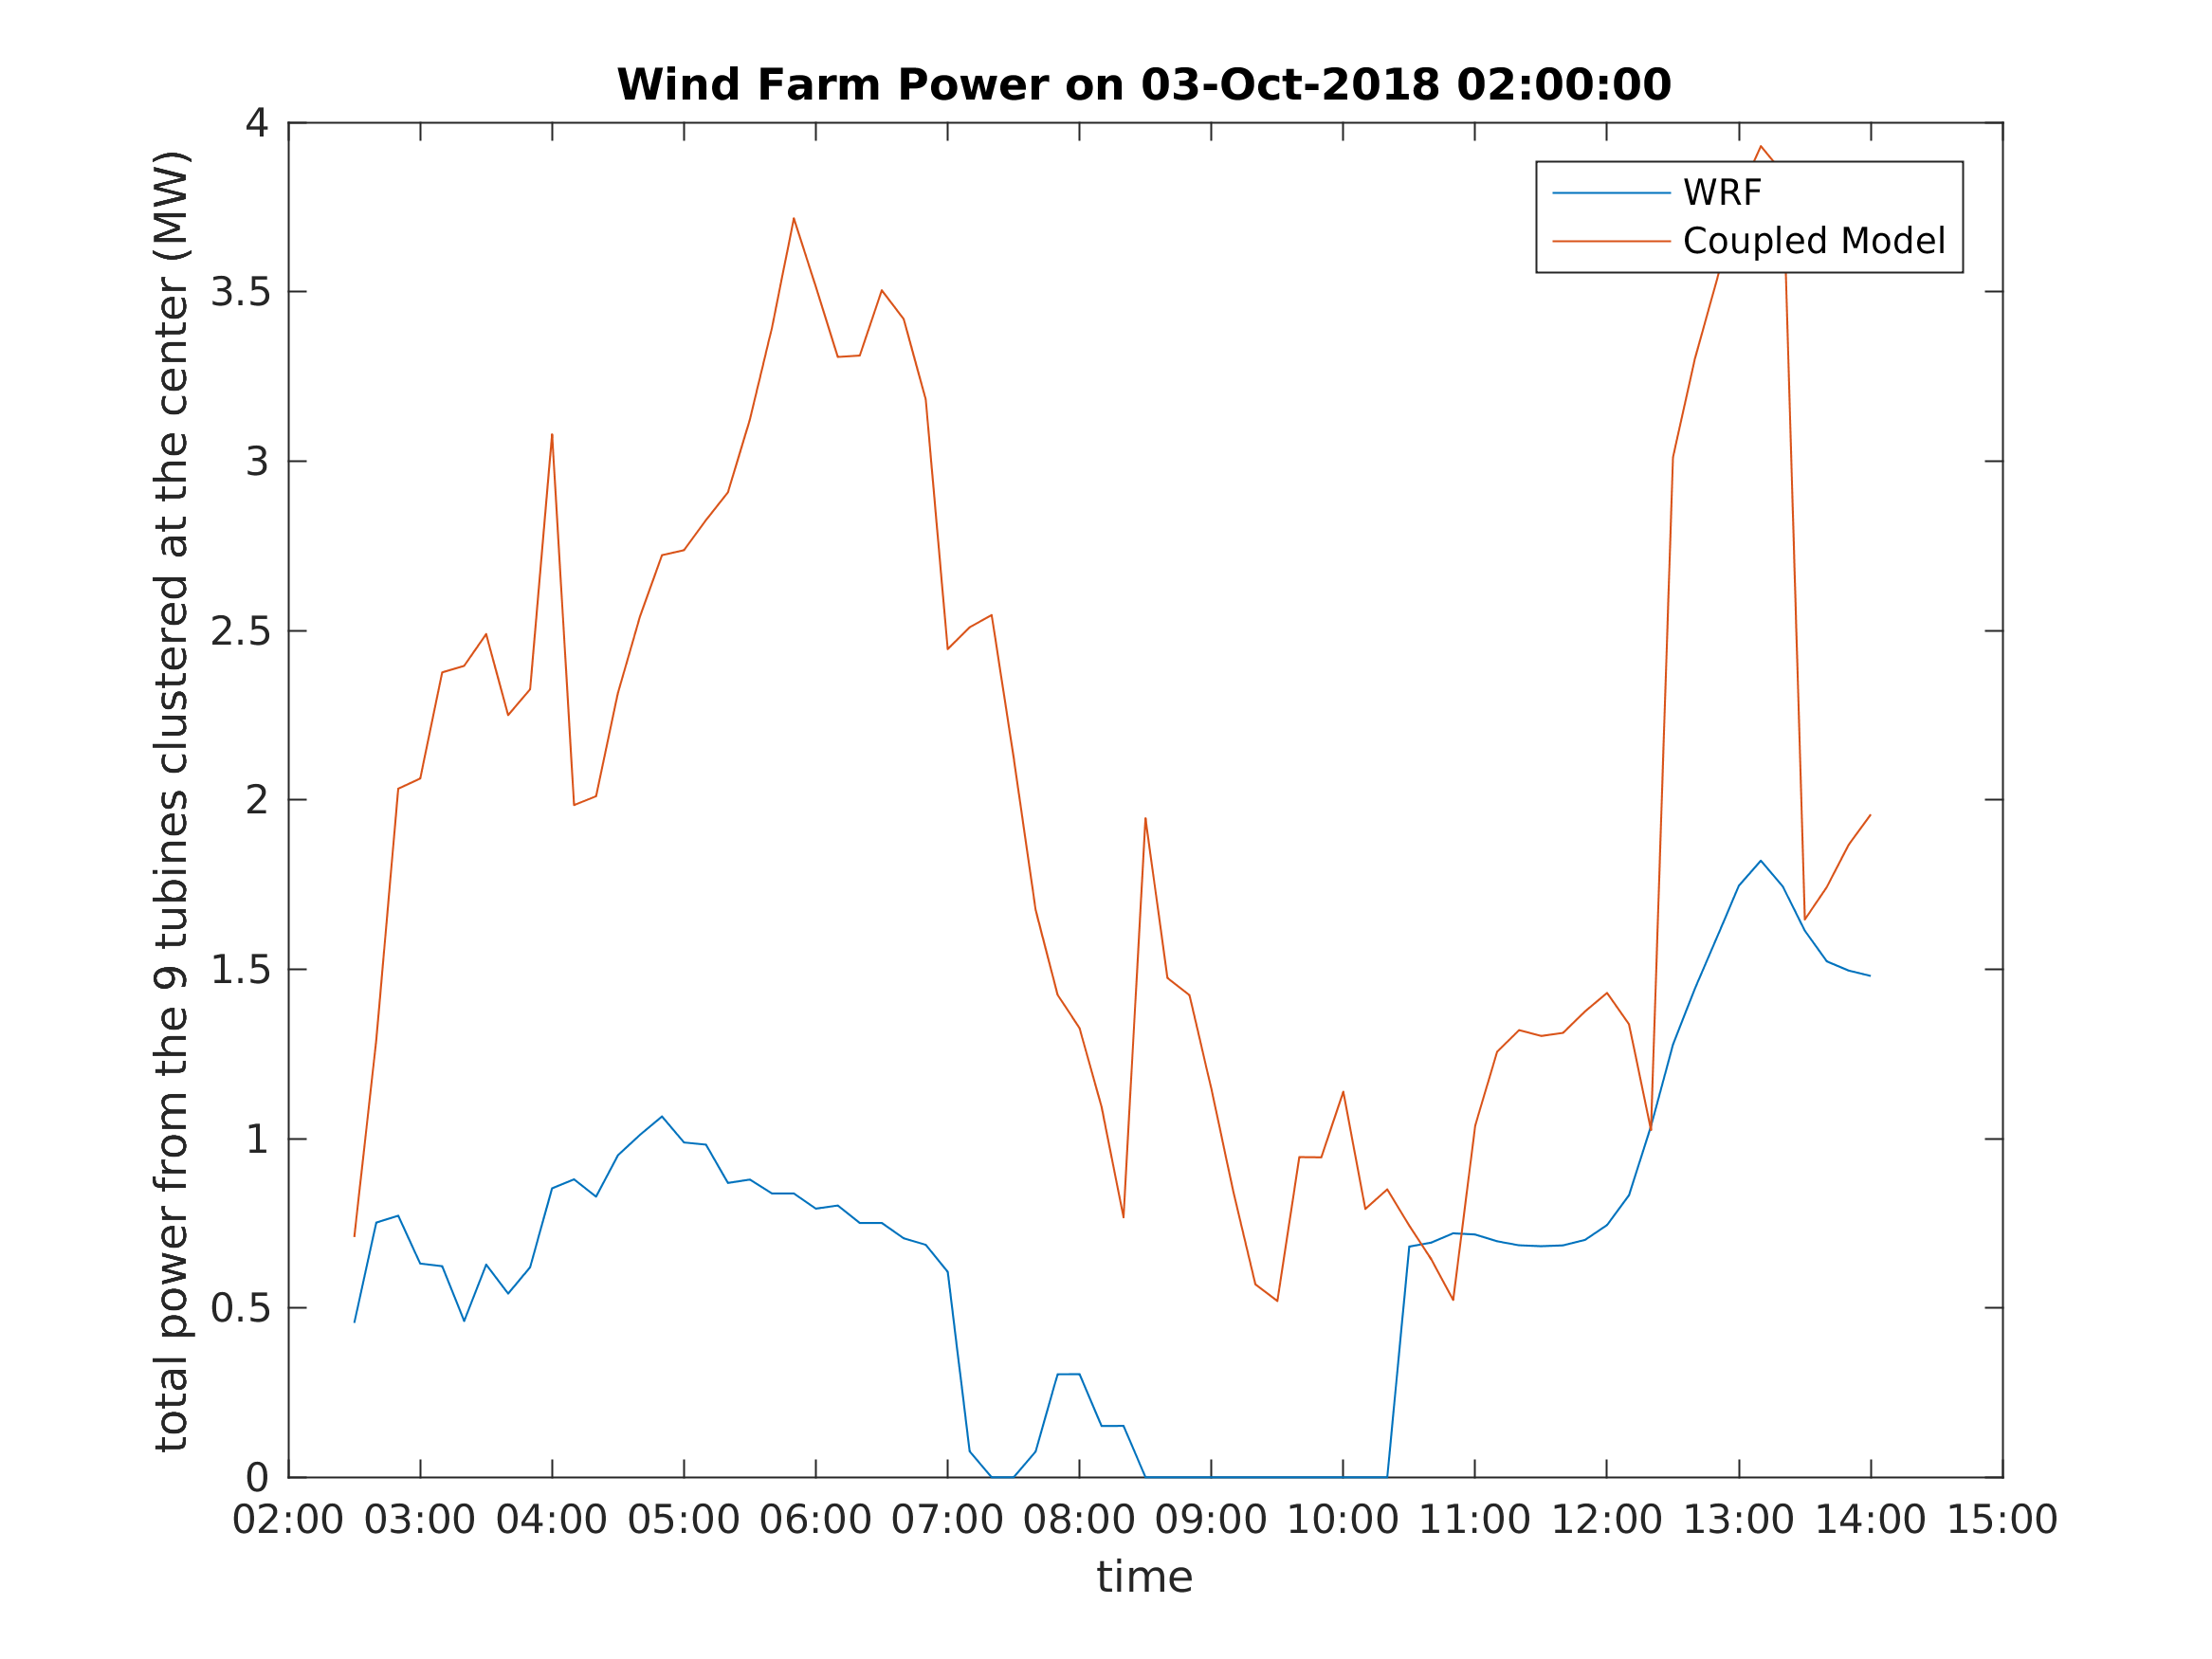 Wind Farm Power on 03-Oct-2018 02:00:00
total power from the 9 tubines clustered at the center (MW)
4
3.5
3
2.5
2
1.5
1
0.5
0
WRF
Coupled Model
02:00 03:00 04:00 05:00 06:00 07:00 08:00 09:00 10:00 11:00 12:00 13:00 14:00 15:00
time